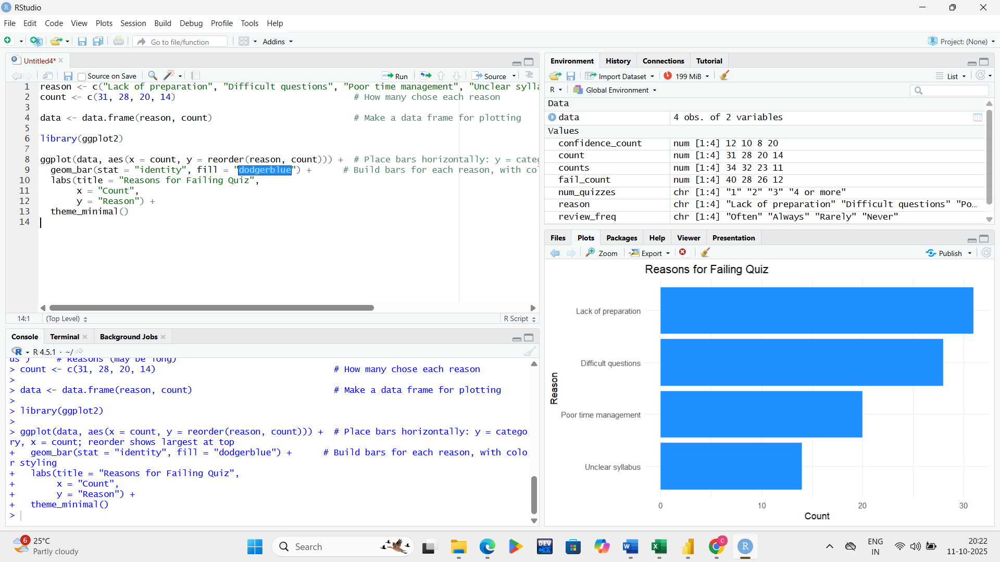 RStudio
File Edit Code View Plots Session Build Debug Profile Tools Help
Go to file/function Addins Project: (None)
Untitled4*
Source on Save Run Source
1 reason <- c("Lack of preparation", "Difficult questions", "Poor time management", "Unclear sylla
2 count <- c(31, 28, 20, 14) # How many chose each reason
3
4 data <- data.frame(reason, count) # Make a data frame for plotting
5
6 library(ggplot2)
7
8 ggplot(data, aes(x = count, y = reorder(reason, count))) + # Place bars horizontally: y = categ
9 geom_bar(stat = "identity", fill = "dodgerblue") + # Build bars for each reason, with co
10 labs(title = "Reasons for Failing Quiz",
11 x = "Count",
12 y = "Reason") +
13 theme_minimal()
14
14:1 (Top Level) R Script
Console Terminal Background Jobs
R 4.5.1 · ~/
us") # Reasons (may be long)
> count <- c(31, 28, 20, 14) # How many chose each reason
>
> data <- data.frame(reason, count) # Make a data frame for plotting
>
> library(ggplot2)
>
> ggplot(data, aes(x = count, y = reorder(reason, count))) + # Place bars horizontally: y = catego
ry, x = count; reorder shows largest at top
+ geom_bar(stat = "identity", fill = "dodgerblue") + # Build bars for each reason, with colo
r styling
+ labs(title = "Reasons for Failing Quiz",
+ x = "Count",
+ y = "Reason") +
+ theme_minimal()
>
Environment History Connections Tutorial
Import Dataset 199 MiB List
R Global Environment
Data
data 4 obs. of 2 variables
Values
confidence_count num [1:4] 12 10 8 20
count num [1:4] 31 28 20 14
counts num [1:4] 34 32 23 11
fail_count num [1:4] 40 28 26 12
num_quizzes chr [1:4] "1" "2" "3" "4 or more"
reason chr [1:4] "Lack of preparation" "Difficult questions" "Po…
review_freq chr [1:4] "Often" "Always" "Rarely" "Never"
Files Plots Packages Help Viewer Presentation
Zoom Export Publish
Reasons for Failing Quiz
Reason
Lack of preparation
Difficult questions
Poor time management
Unclear syllabus
0 10 20 30
Count
6 25°C
Partly cloudy
Search
DEV C++
ENG
IN
20:22
11-10-2025